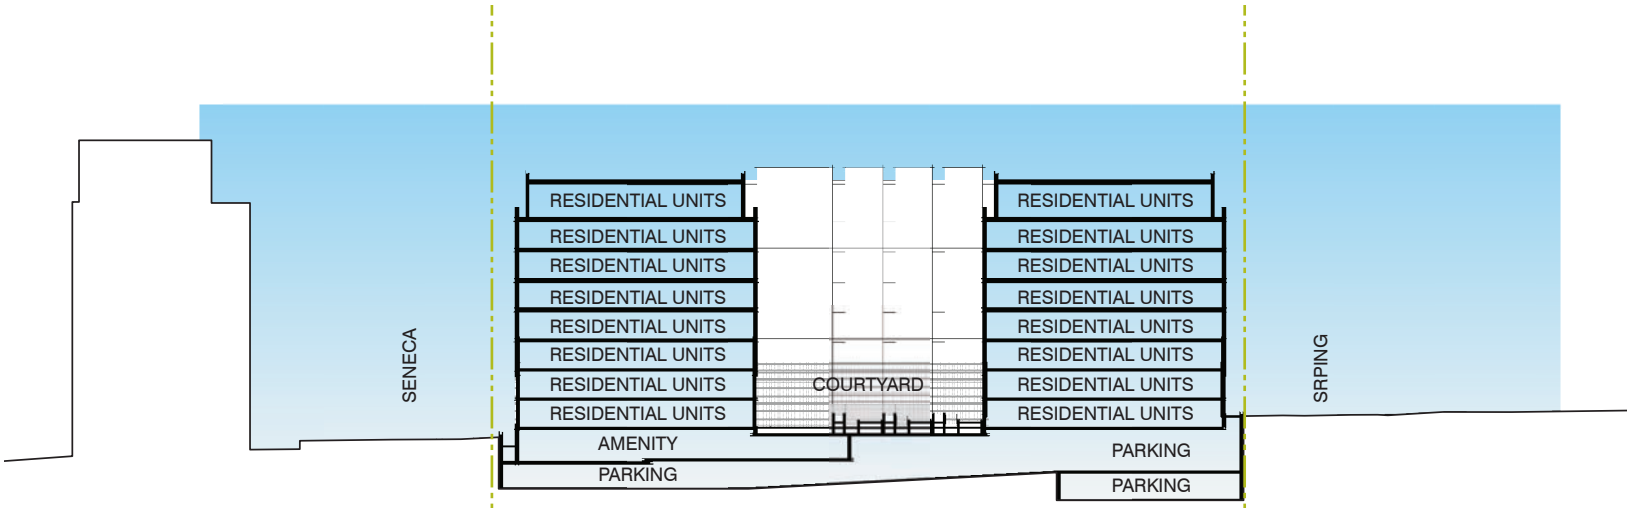 RESIDENTIAL UNITS RESIDENTIAL UNITS
RESIDENTIAL UNITS RESIDENTIAL UNITS
RESIDENTIAL UNITS RESIDENTIAL UNITS
RESIDENTIAL UNITS RESIDENTIAL UNITS
RESIDENTIAL UNITS RESIDENTIAL UNITS
RESIDENTIAL UNITS RESIDENTIAL UNITS
SENECA
SRPING
RESIDENTIAL UNITS COURTYARD RESIDENTIAL UNITS
RESIDENTIAL UNITS RESIDENTIAL UNITS
AMENITY PARKING
PARKING PARKING